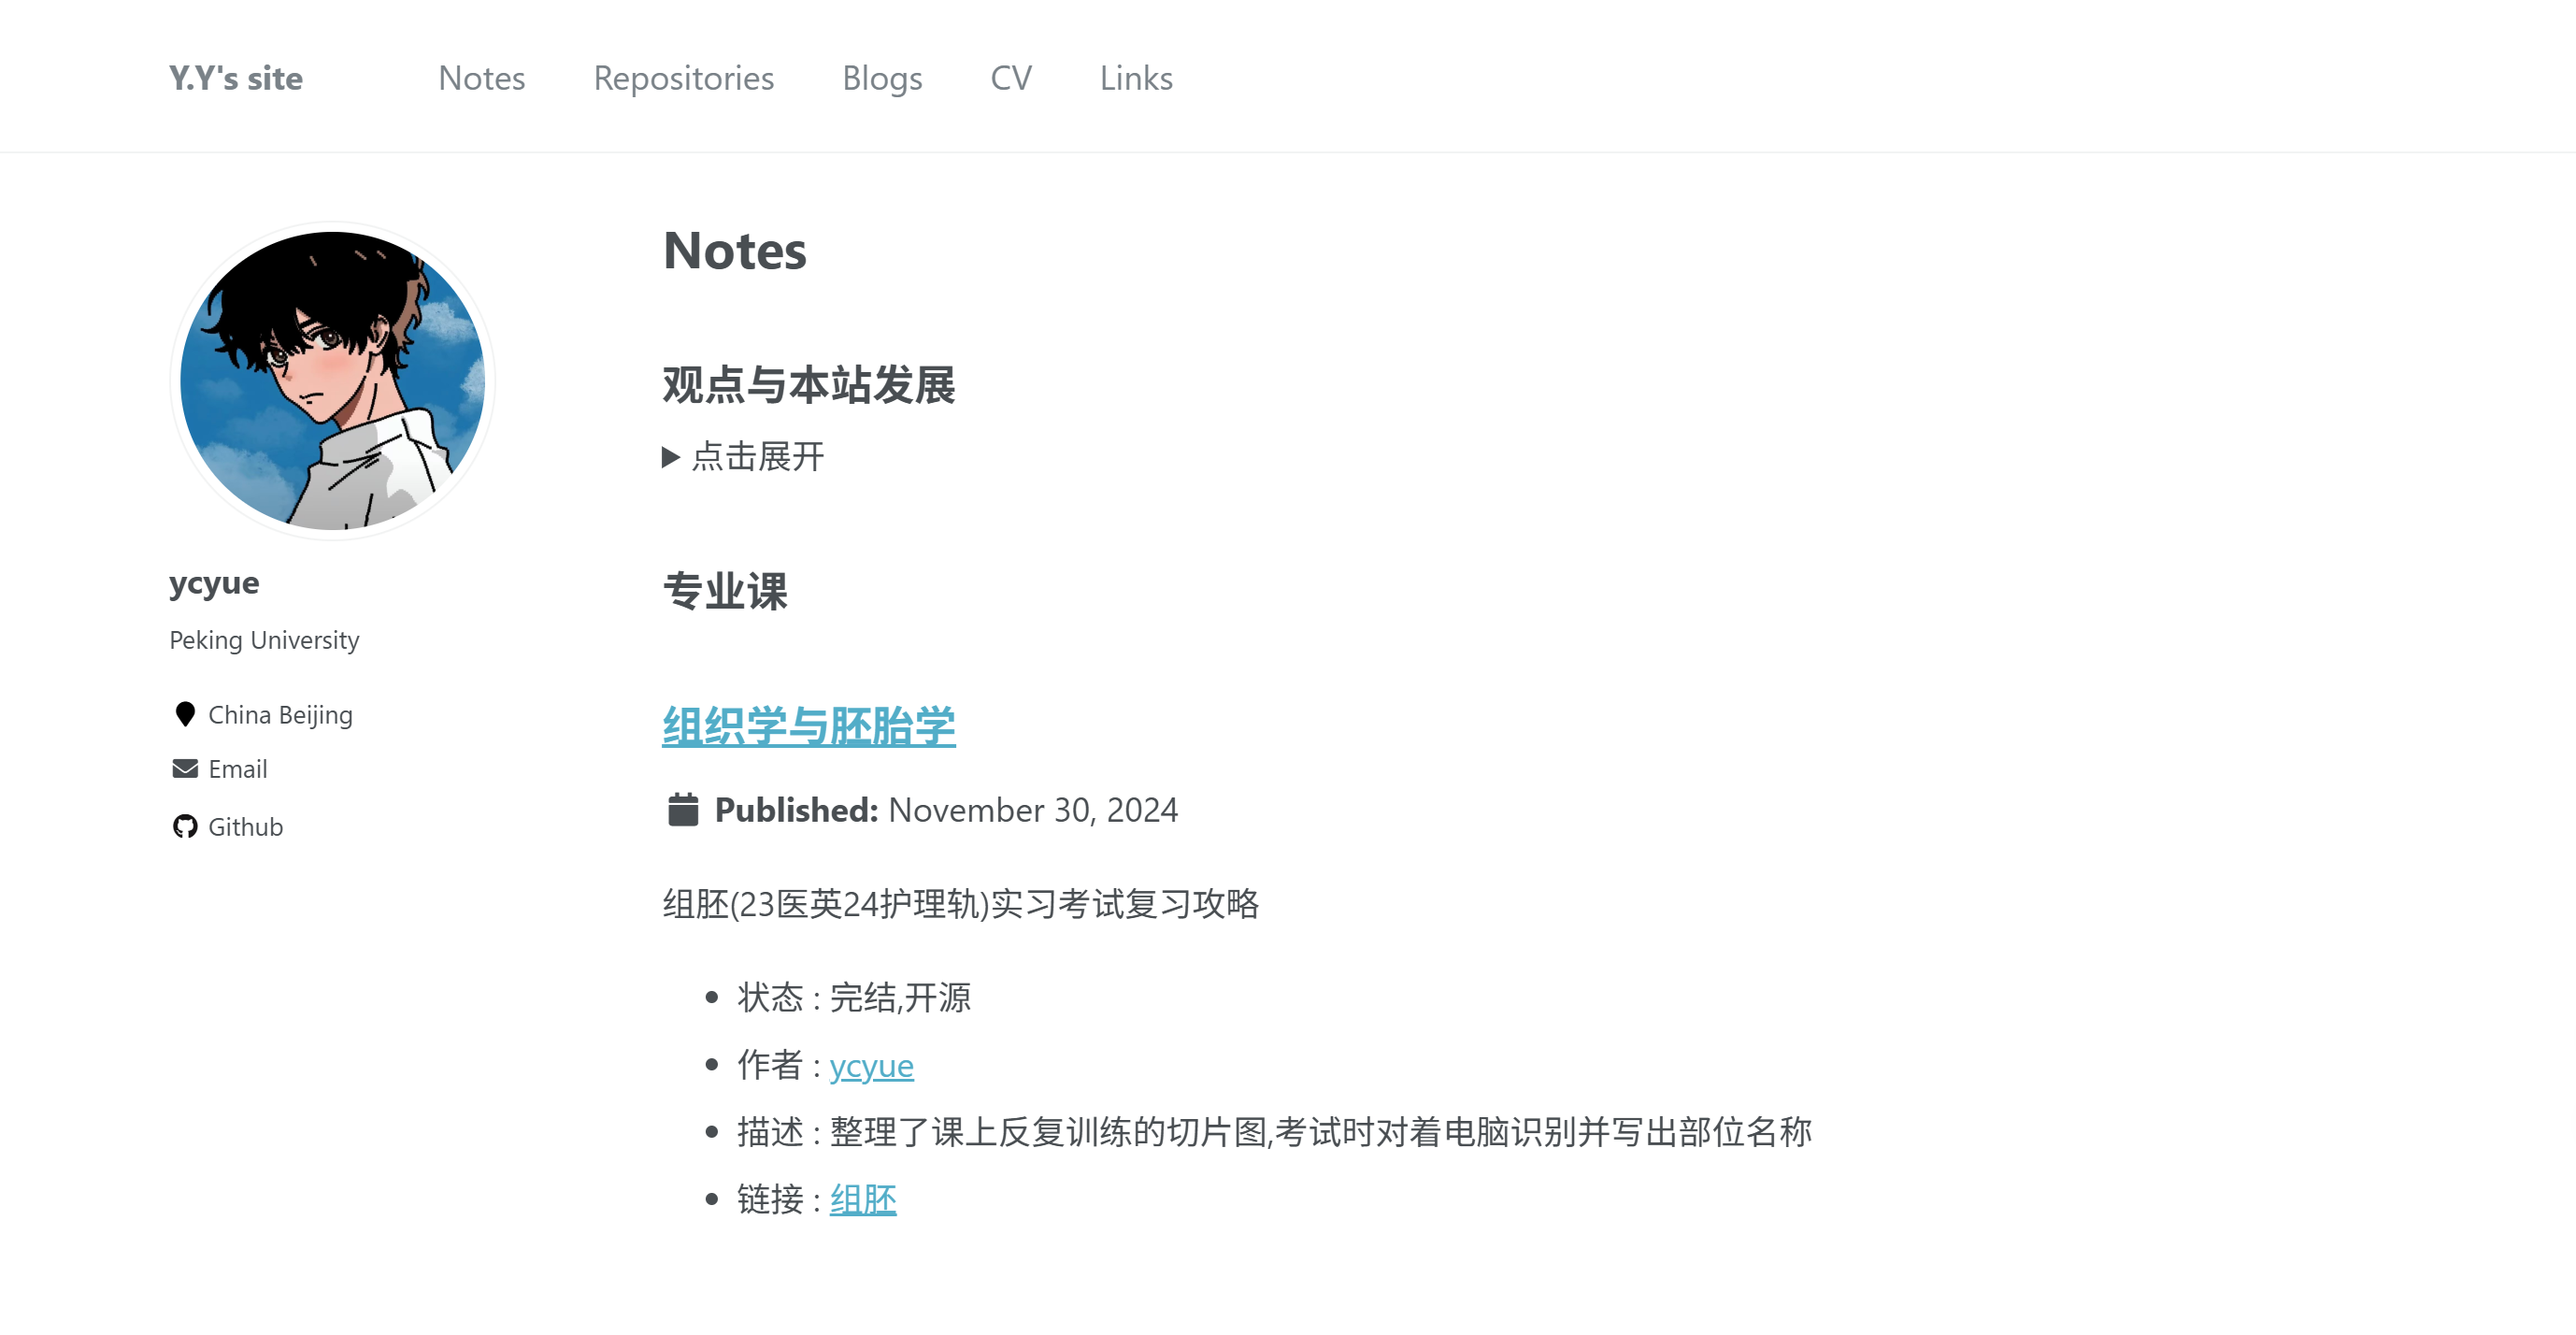 Y.Y's site Notes Repositories Blogs CV Links
ycyue
Peking University
China Beijing
Email
Github
Notes
观点与本站发展
▶ 点击展开
专业课
组织学与胚胎学
Published: November 30, 2024
组胚(23医英24护理轨)实习考试复习攻略
• 状态 : 完结,开源
• 作者 : ycyue
• 描述 : 整理了课上反复训练的切片图,考试时对着电脑识别并写出部位名称
• 链接 : 组胚